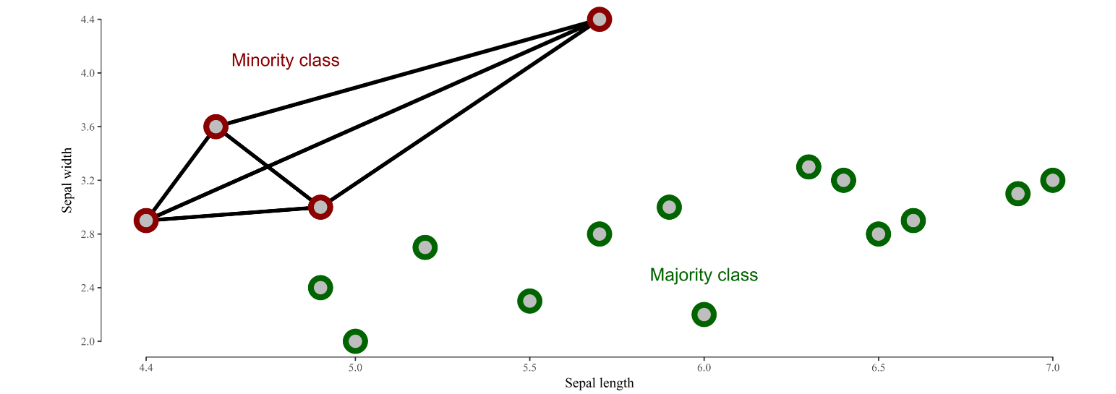 4.4
Minority class
4.0
3.6
3.2
Sepal width
2.8
Majority class
2.4
2.0
4.4 5.0 5.5 6.0 6.5 7.0
Sepal length